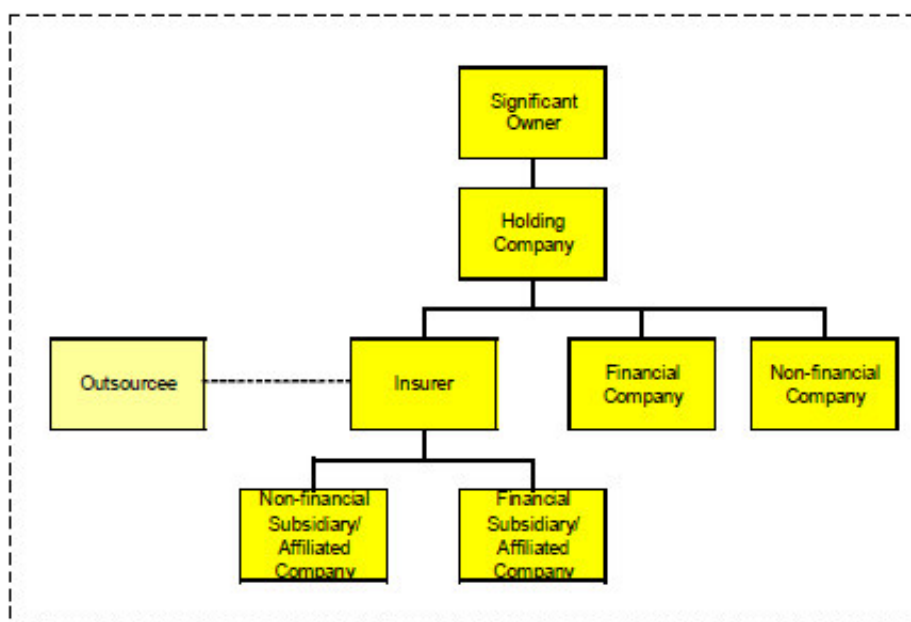 Significant
Owner
Holding
Company
Outsourcee
Insurer
Financial
Company
Non-financial
Company
Non-financial
Subsidiary/
Affiliated
Company
Financial
Subsidiary/
Affiliated
Company